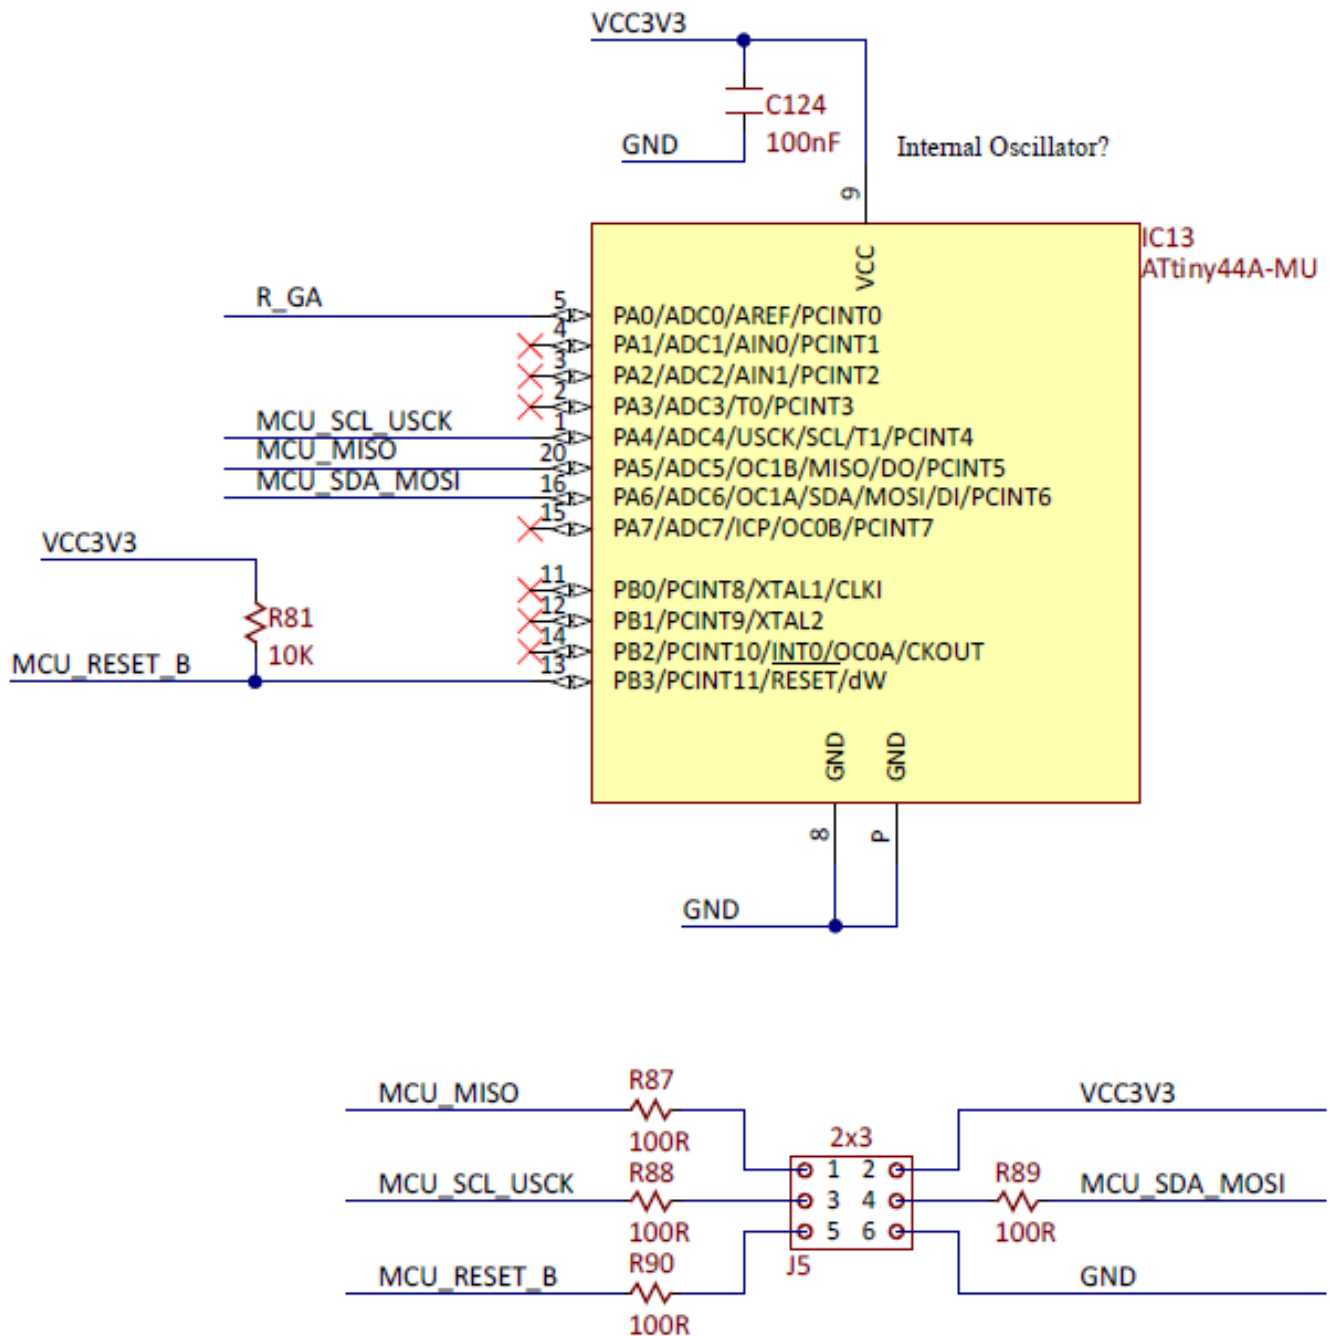 VCC3V3
C124
100nF
GND
Internal Oscillator?
9
VCC
IC13
ATtiny44A-MU
R_GA
5
PA0/ADC0/AREF/PCINT0
4
PA1/ADC1/AIN0/PCINT1
3
PA2/ADC2/AIN1/PCINT2
2
PA3/ADC3/T0/PCINT3
MCU_SCL_USCK
1
PA4/ADC4/USCK/SCL/T1/PCINT4
MCU_MISO
20
PA5/ADC5/OC1B/MISO/DO/PCINT5
MCU_SDA_MOSI
16
PA6/ADC6/OC1A/SDA/MOSI/DI/PCINT6
15
PA7/ADC7/ICP/OC0B/PCINT7
VCC3V3
R81
10K
11
PB0/PCINT8/XTAL1/CLKI
12
PB1/PCINT9/XTAL2
14
PB2/PCINT10/INT0/OC0A/CKOUT
MCU_RESET_B
13
PB3/PCINT11/RESET/dW
GND
GND
8
P
GND
MCU_MISO
R87
100R
VCC3V3
2x3
1 2
MCU_SCL_USCK
R88
100R
3 4
R89
100R
MCU_SDA_MOSI
5 6
J5
MCU_RESET_B
R90
100R
GND